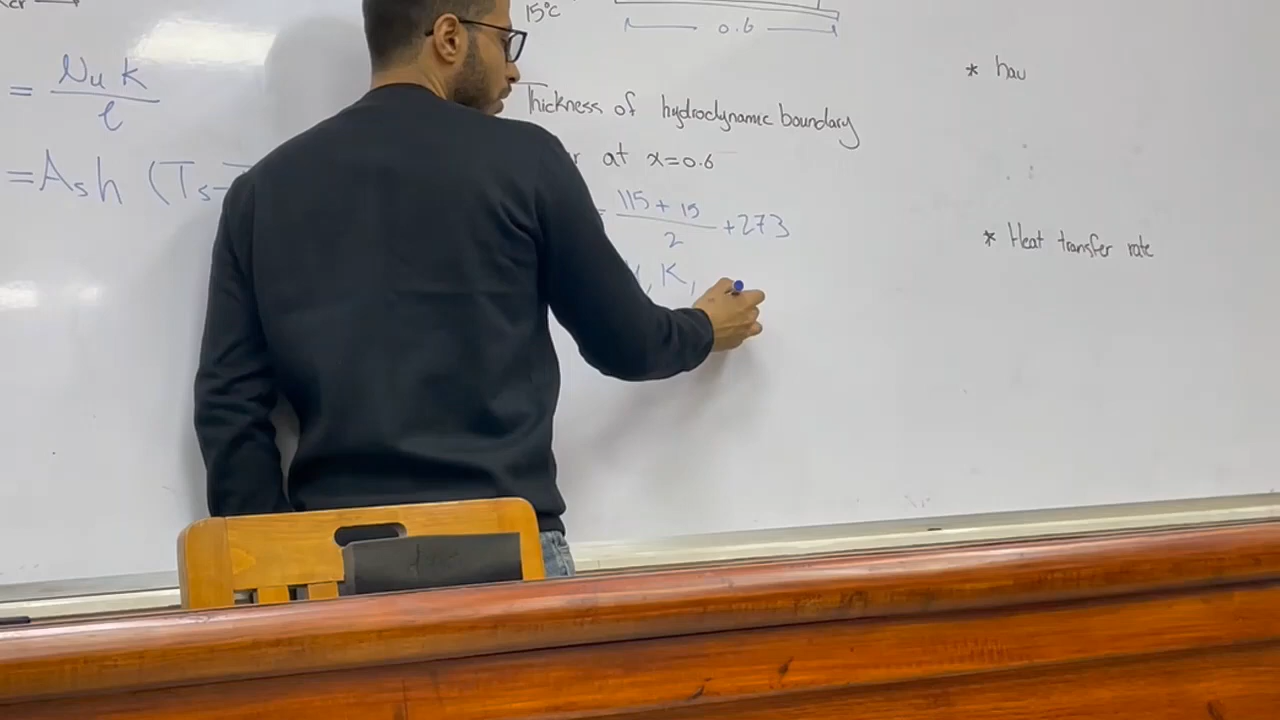 = Nu k / l
= As h (Ts-
15°C
0.6
Thickness of hydrodynamic boundary
at x=0.6
= 115 + 15 / 2 + 273
, K,
* hav
* Heat transfer rate